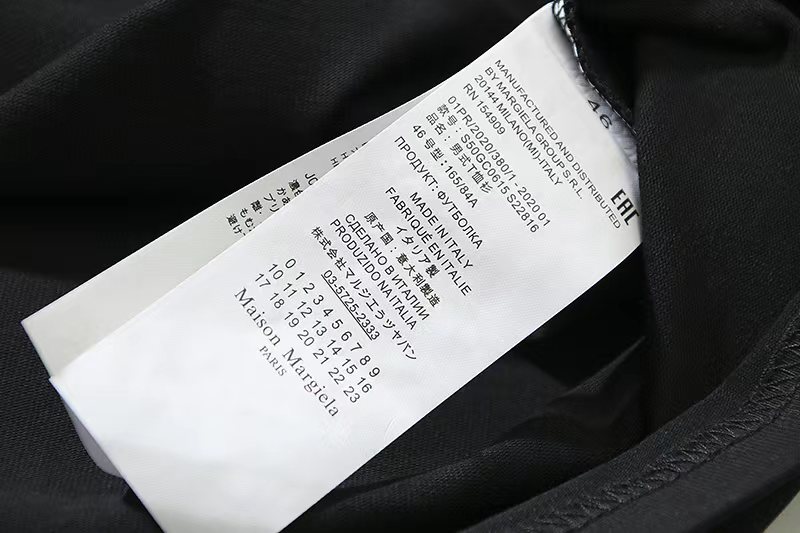 46
MANUFACTURED AND DISTRIBUTED
BY MARGIELA GROUP S.R.L.
20144 MILANO(MI)-ITALY
RN 154909
EAC
01PR/2020/380/1 - 2020 01
款号: S50GC0615 S22816
品名: 男式T恤衫
46 号型: 165/84A
ПРОДУКТ: ФУТБОЛКА
MADE IN ITALY
FABRIQUÉ EN ITALIE
イタリア製
原产国: 意大利製造
СДЕЛАНО В ИТАЛИИ
PRODUZIDO NA ITALIA
株式会社マルジエラジャパン
03-5725-2333
0 1 2 3 4 5 6 7 8 9
10 11 12 13 14 15 16
17 18 19 20 21 22 23
Maison Margiela
PARIS